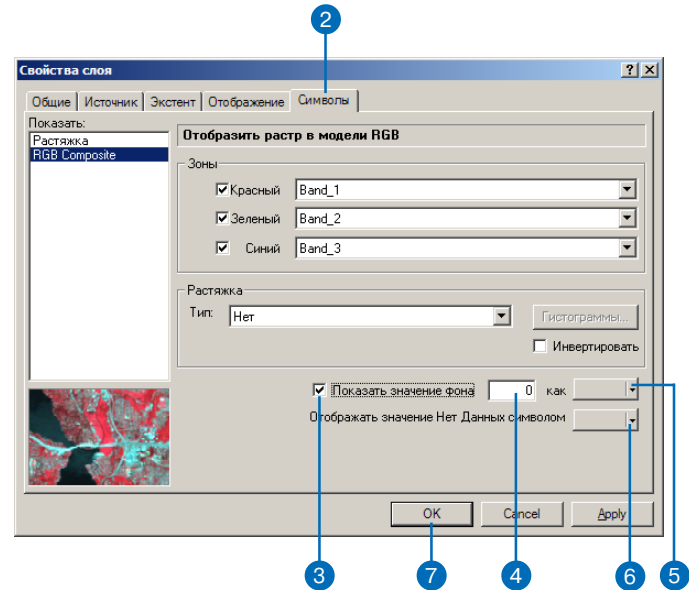 2
Свойства слоя
Общие Источник Экстент Отображение Символы
Показать:
Растяжка
RGB Composite
Отобразить растр в модели RGB
Зоны
Красный Band_1
Зеленый Band_2
Синий Band_3
Растяжка
Тип: Нет Гистограммы...
Инвертировать
Показать значение фона 0 как
Отображать значение Нет Данных символом
OK Cancel Apply
3 7 4 6 5